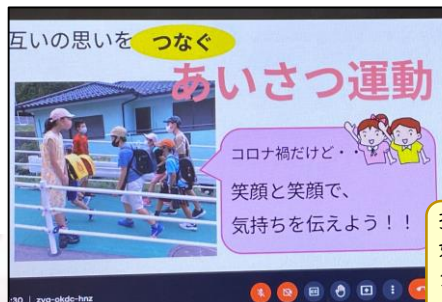 互いの思いを つなぐ
あいさつ運動
コロナ禍だけど・・
笑顔と笑顔で、
気持ちを伝えよう！！
:30 | zvq-okdc-hnz